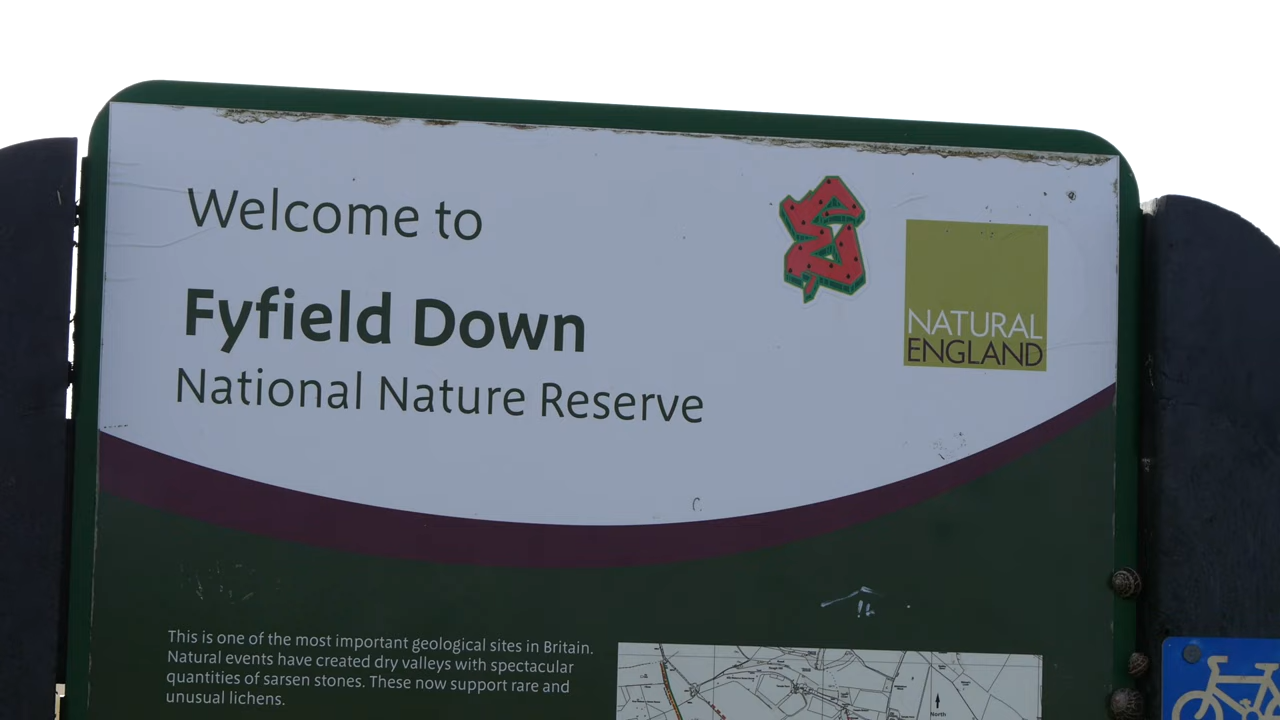 Welcome to
Fyfield Down
National Nature Reserve
NATURAL
ENGLAND
This is one of the most important geological sites in Britain.
Natural events have created dry valleys with spectacular
quantities of sarsen stones. These now support rare and
unusual lichens.
North